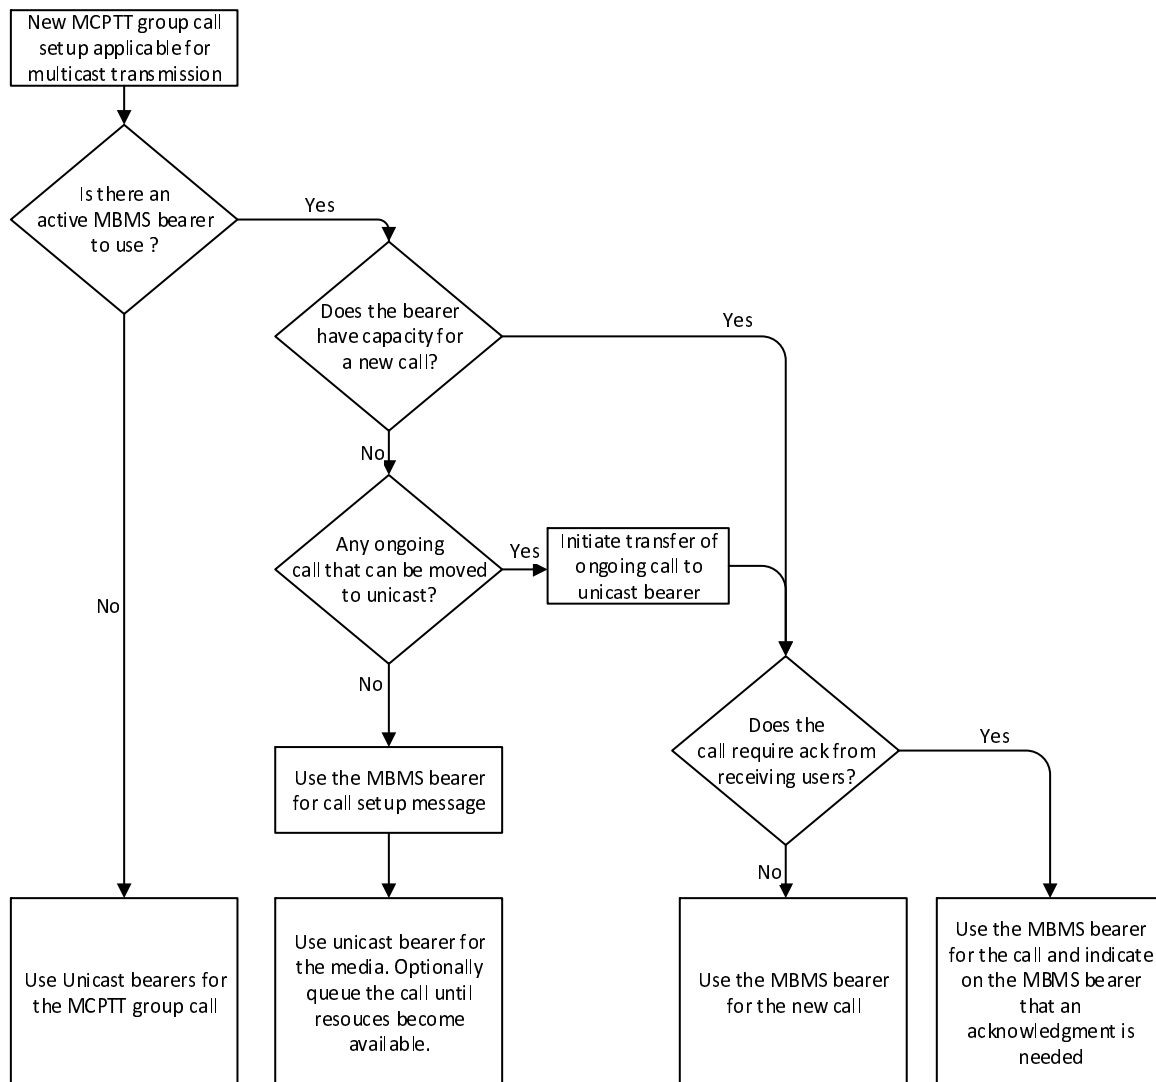 New MCPTT group call
setup applicable for
multicast transmission
Is there an
active MBMS bearer
to use ?
Yes
Does the bearer
have capacity for
a new call?
Yes
No
Any ongoing
call that can be moved
to unicast?
Yes
Initiate transfer of
ongoing call to
unicast bearer
No
No
Does the
call require ack from
receiving users?
Yes
Use the MBMS bearer
for call setup message
No
Use Unicast bearers for
the MCPTT group call
Use unicast bearer for
the media. Optionally
queue the call until
resouces become
available.
Use the MBMS bearer
for the new call
Use the MBMS bearer
for the call and indicate
on the MBMS bearer
that an
acknowledgment is
needed